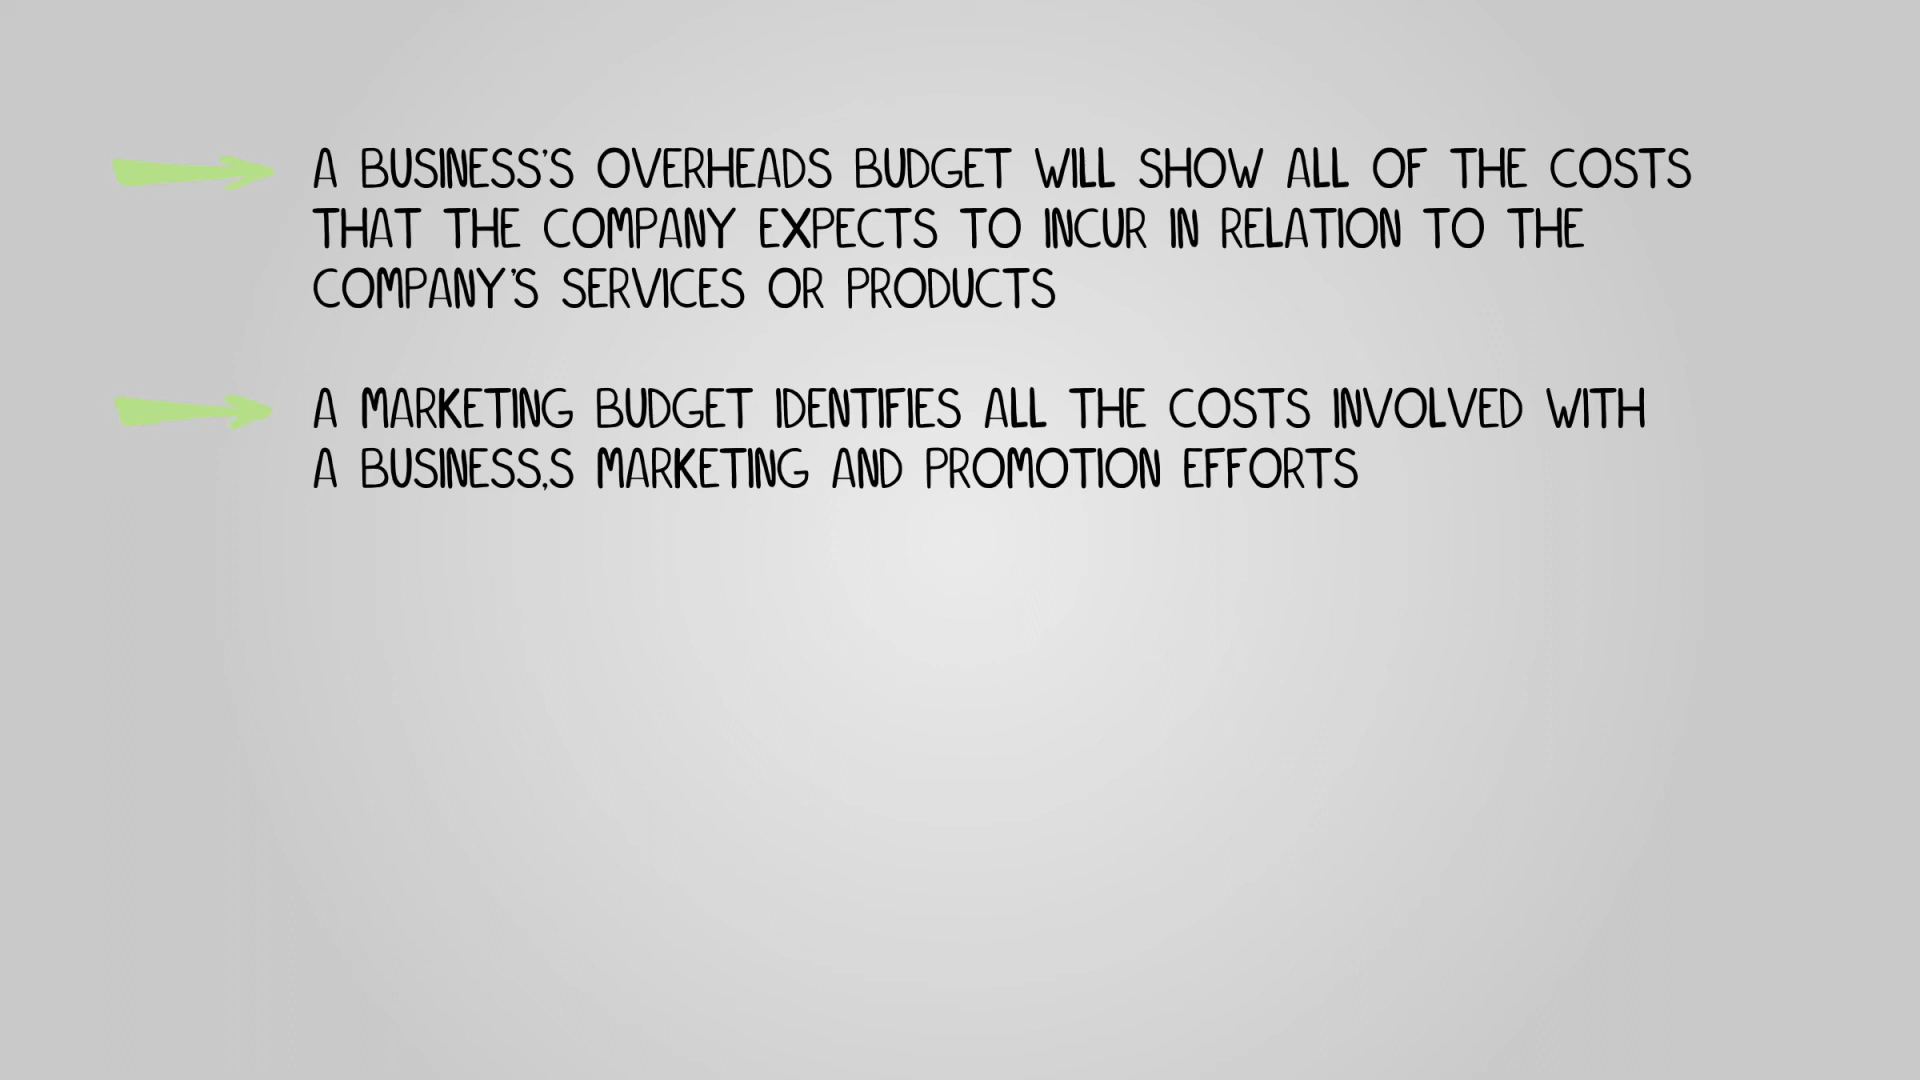 A BUSINESS'S OVERHEADS BUDGET WILL SHOW ALL OF THE COSTS
THAT THE COMPANY EXPECTS TO INCUR IN RELATION TO THE
COMPANY'S SERVICES OR PRODUCTS
A MARKETING BUDGET IDENTIFIES ALL THE COSTS INVOLVED WITH
A BUSINESS,S MARKETING AND PROMOTION EFFORTS